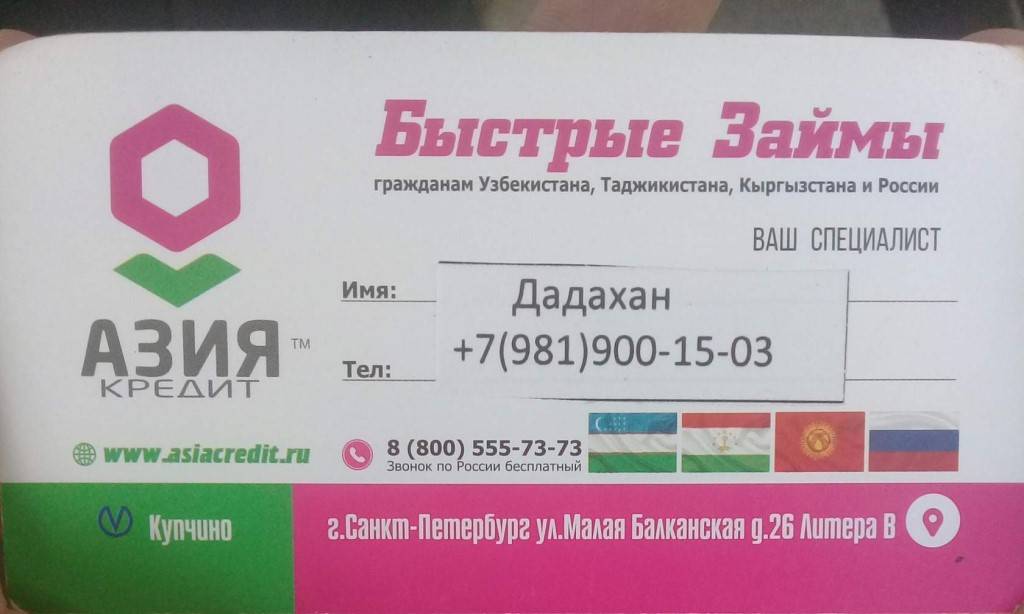 Быстрые Займы
гражданам Узбекистана, Таджикистана, Кыргызстана и России
ВАШ СПЕЦИАЛИСТ
Имя: Дадахан
Тел: +7(981)900-15-03
АЗИЯ ТМ
КРЕДИТ
www.asiacredit.ru
8 (800) 555-73-73
Звонок по России бесплатный
Купчино
г.Санкт-Петербург ул.Малая Балканская д.26 Литера В